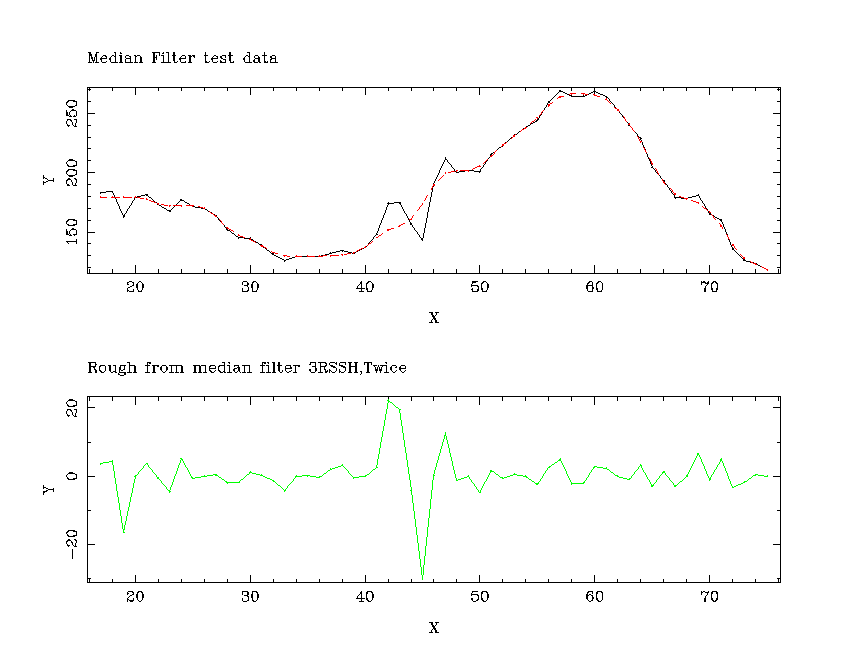 Median Filter test data
250
200
150
Y
20 30 40 50 60 70
X
Rough from median filter 3RSSH,Twice
20
0
−20
Y
20 30 40 50 60 70
X